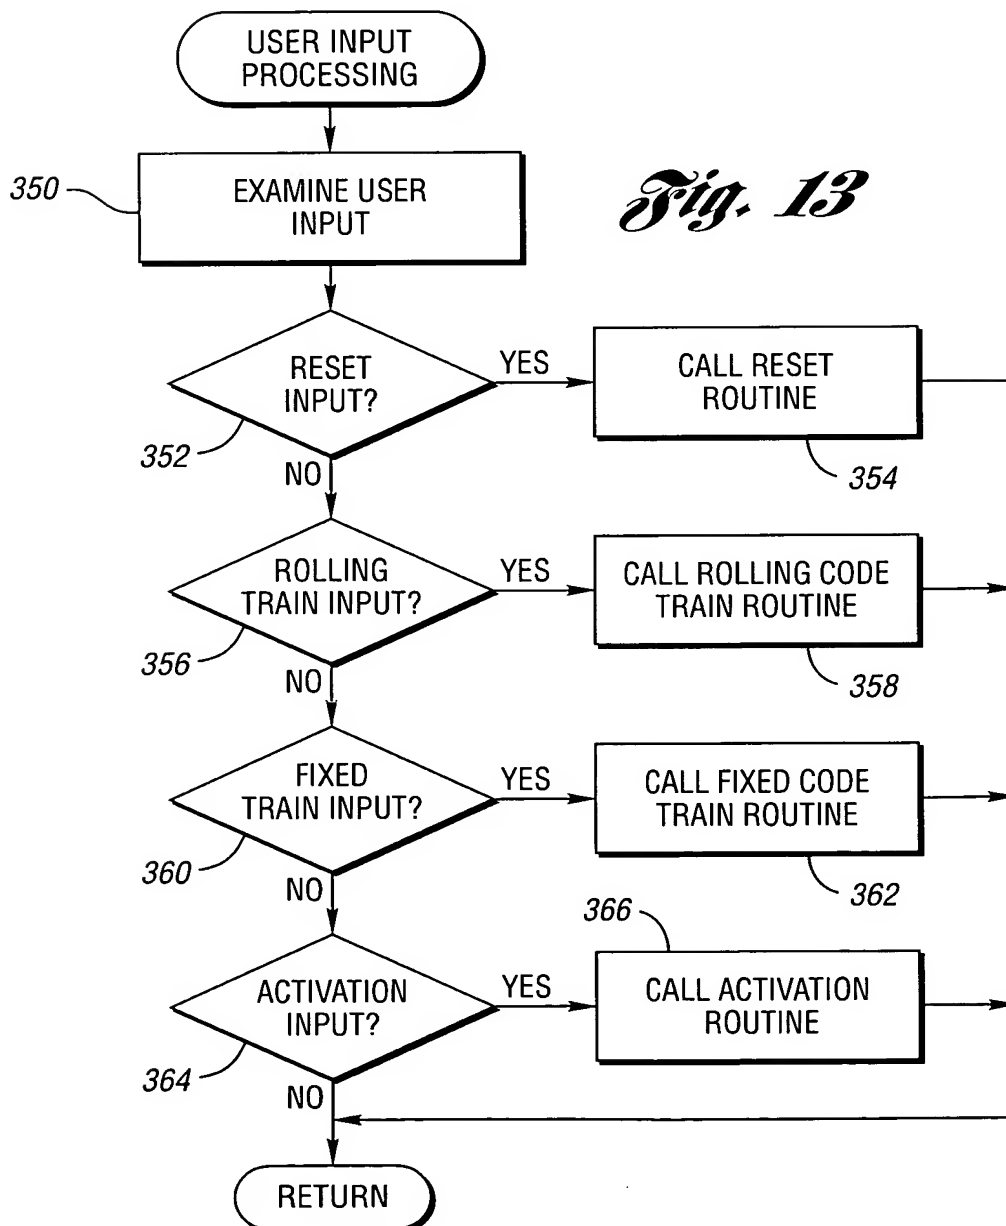 USER INPUT
PROCESSING
350
EXAMINE USER
INPUT
Fig. 13
RESET
INPUT?
352
YES
NO
CALL RESET
ROUTINE
354
ROLLING
TRAIN INPUT?
356
YES
NO
CALL ROLLING CODE
TRAIN ROUTINE
358
FIXED
TRAIN INPUT?
360
YES
NO
CALL FIXED CODE
TRAIN ROUTINE
362
ACTIVATION
INPUT?
364
YES
NO
366
CALL ACTIVATION
ROUTINE
RETURN